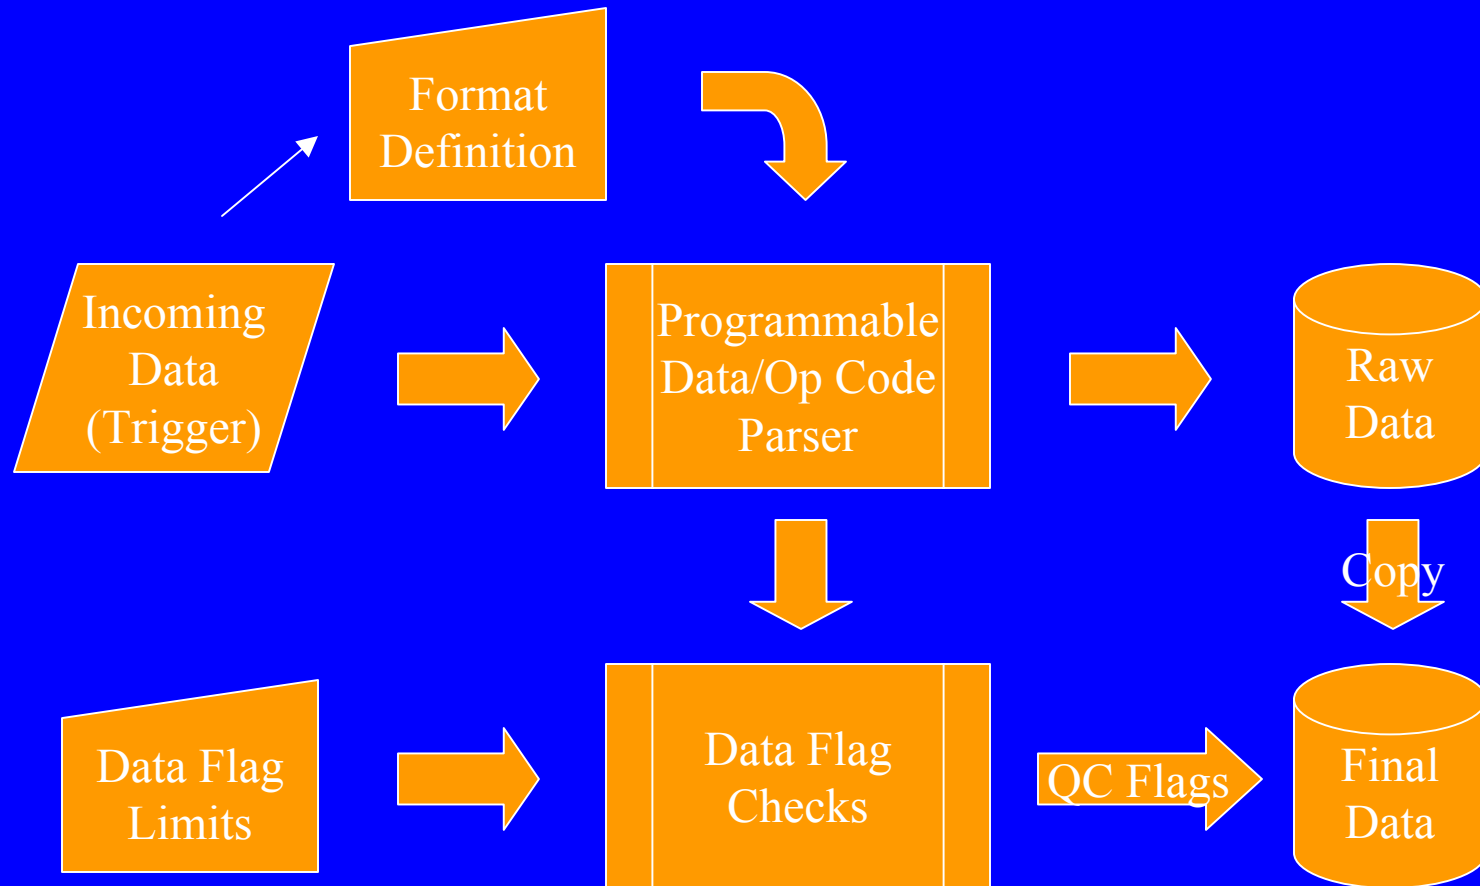 Format
Definition
Incoming
Data
(Trigger)
Programmable
Data/Op Code
Parser
Raw
Data
Copy
Data Flag
Limits
Data Flag
Checks
QC Flags
Final
Data